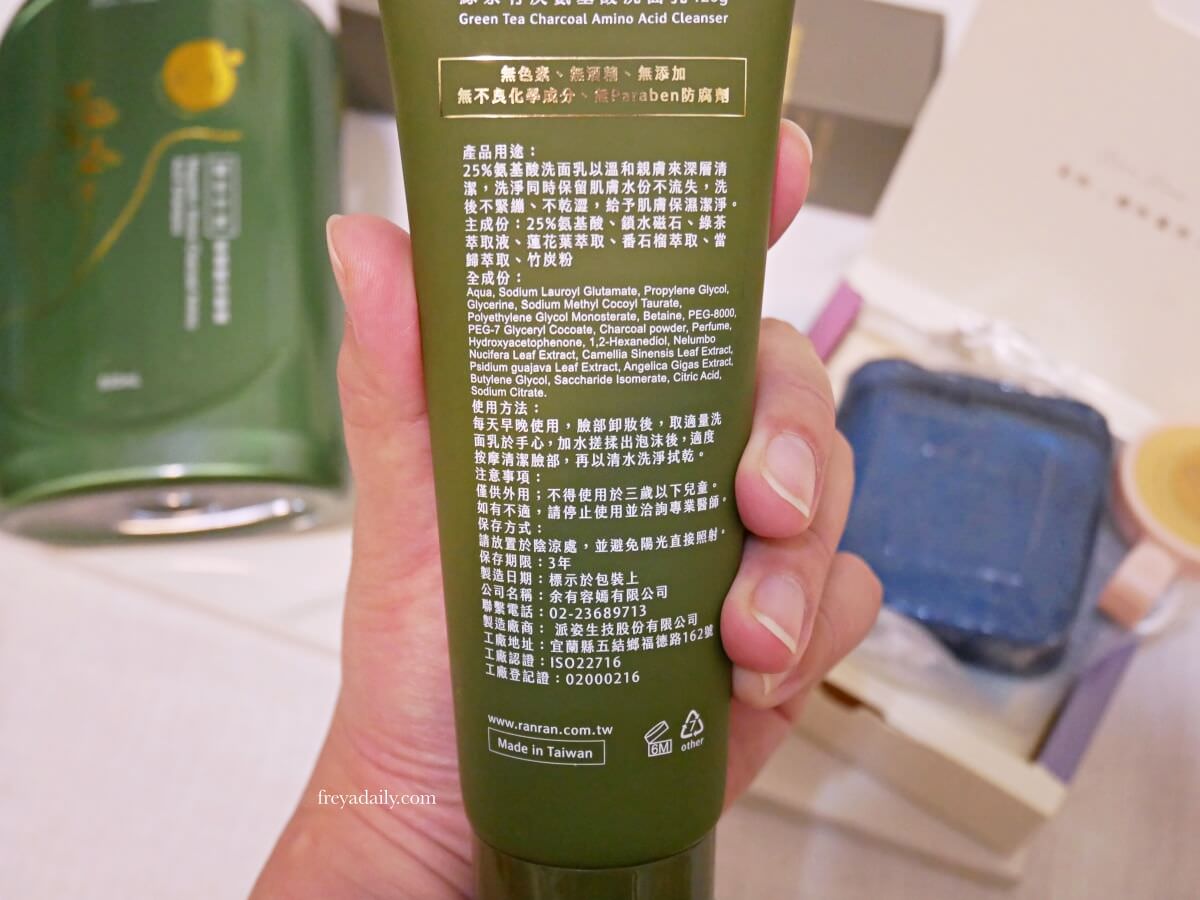 Green Tea Charcoal Amino Acid Cleanser
無色素、無酒精、無添加
無不良化學成分、無Paraben防腐劑
產品用途：
25%氨基酸洗面乳以溫和親膚來深層清
潔，洗淨同時保留肌膚水份不流失，洗
後不緊繃、不乾澀，給予肌膚保濕潔淨。
主成份：25%氨基酸、鎖水磁石、綠茶
萃取液、蓮花葉萃取、番石榴萃取、當
歸萃取、竹炭粉
全成份：
Aqua, Sodium Lauroyl Glutamate, Propylene Glycol,
Glycerine, Sodium Methyl Cocoyl Taurate,
Polyethylene Glycol Monosterate, Betaine, PEG-8000,
PEG-7 Glyceryl Cocoate, Charcoal powder, Perfume,
Hydroxyacetophenone, 1,2-Hexanediol, Nelumbo
Nucifera Leaf Extract, Camellia Sinensis Leaf Extract,
Psidium guajava Leaf Extract, Angelica Gigas Extract,
Butylene Glycol, Saccharide Isomerate, Citric Acid,
Sodium Citrate.
使用方法：
每天早晚使用，臉部卸妝後，取適量洗
面乳於手心，加水搓揉出泡沫後，適度
按摩清潔臉部，再以清水洗淨拭乾。
注意事項：
僅供外用；不得使用於三歲以下兒童。
如有不適，請停止使用並洽詢專業醫師。
保存方式：
請放置於陰涼處，並避免陽光直接照射。
保存期限：3年
製造日期：標示於包裝上
公司名稱：余有容嫣有限公司
聯繫電話：02-23689713
製造廠商： 派姿生技股份有限公司
工廠地址：宜蘭縣五結鄉福德路162號
工廠認證：ISO22716
工廠登記證：02000216
www.ranran.com.tw
Made in Taiwan
6M
7
other
freyadaily.com